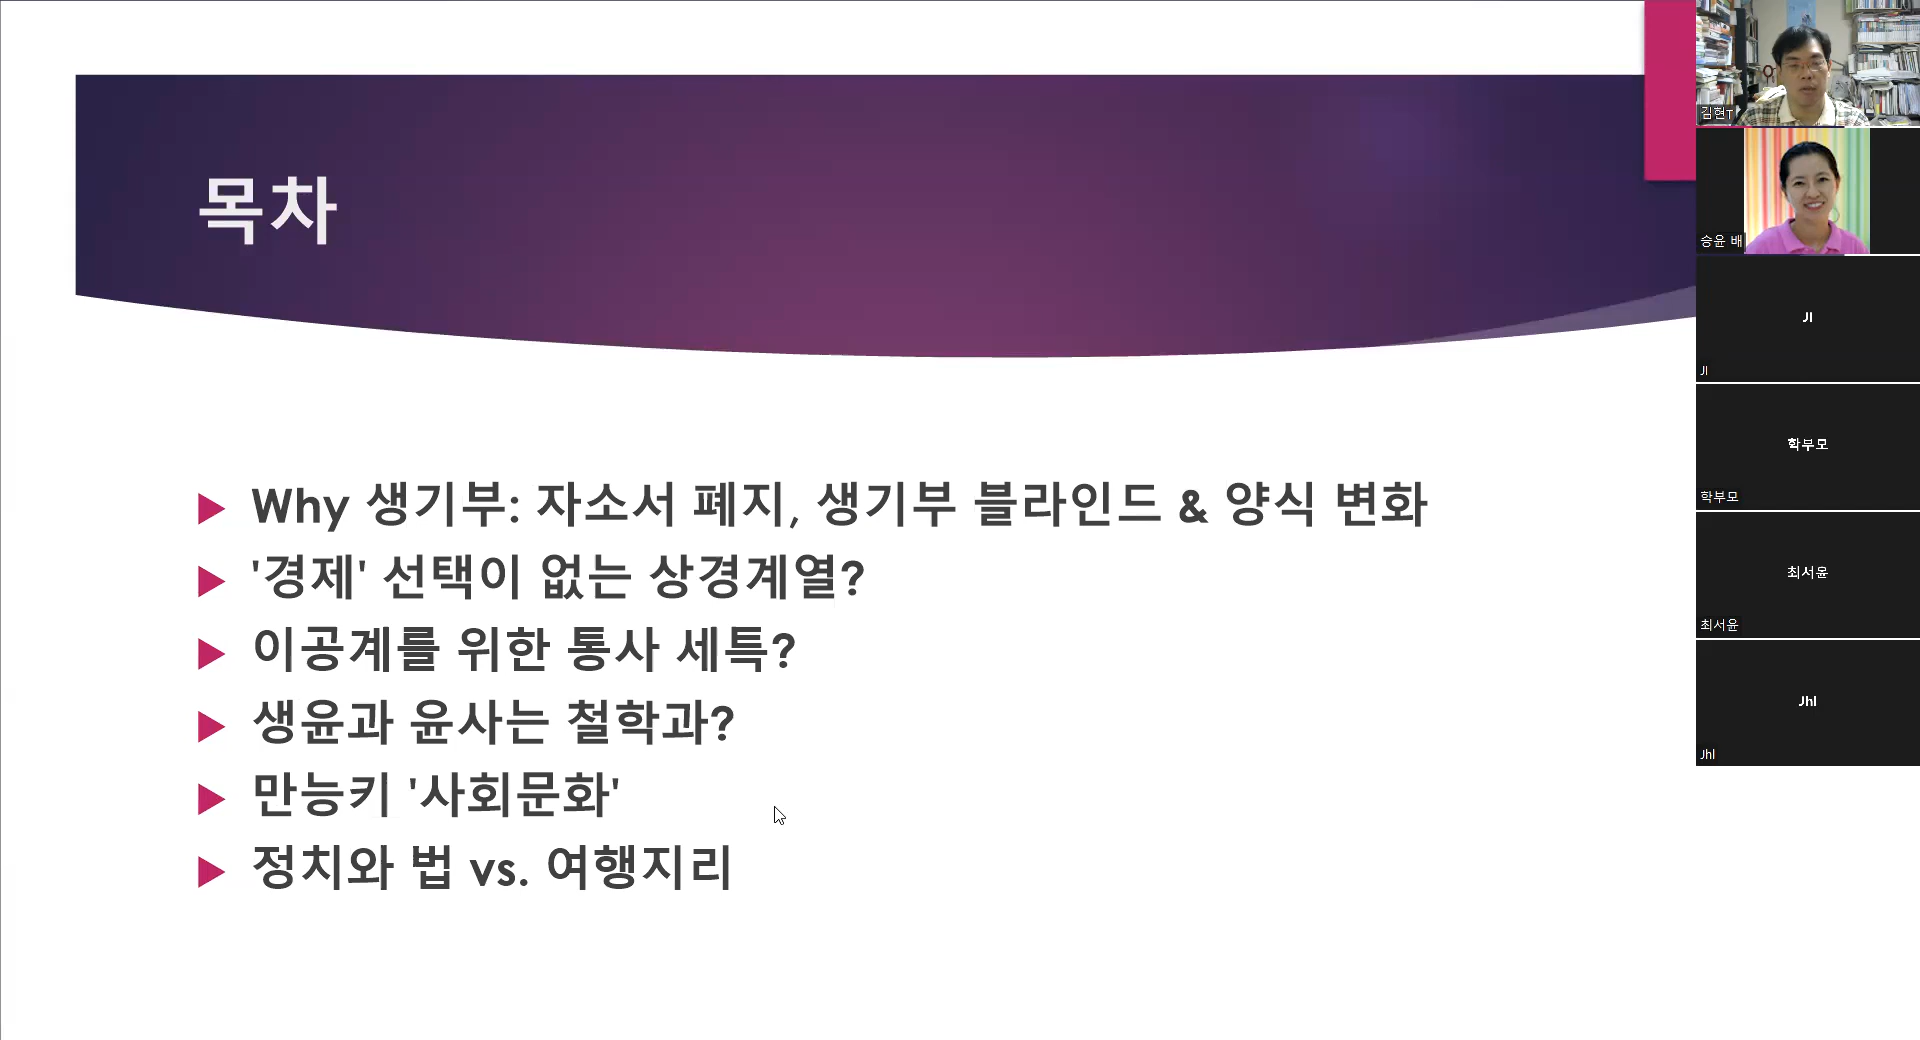 목차
Why 생기부: 자소서 폐지, 생기부 블라인드 & 양식 변화
'경제' 선택이 없는 상경계열?
이공계를 위한 통사 세특?
생윤과 윤사는 철학과?
만능키 '사회문화'
정치와 법 vs. 여행지리
김현T
승윤 배
JI
JI
학부모
학부모
최서윤
최서윤
Jhl
Jhl